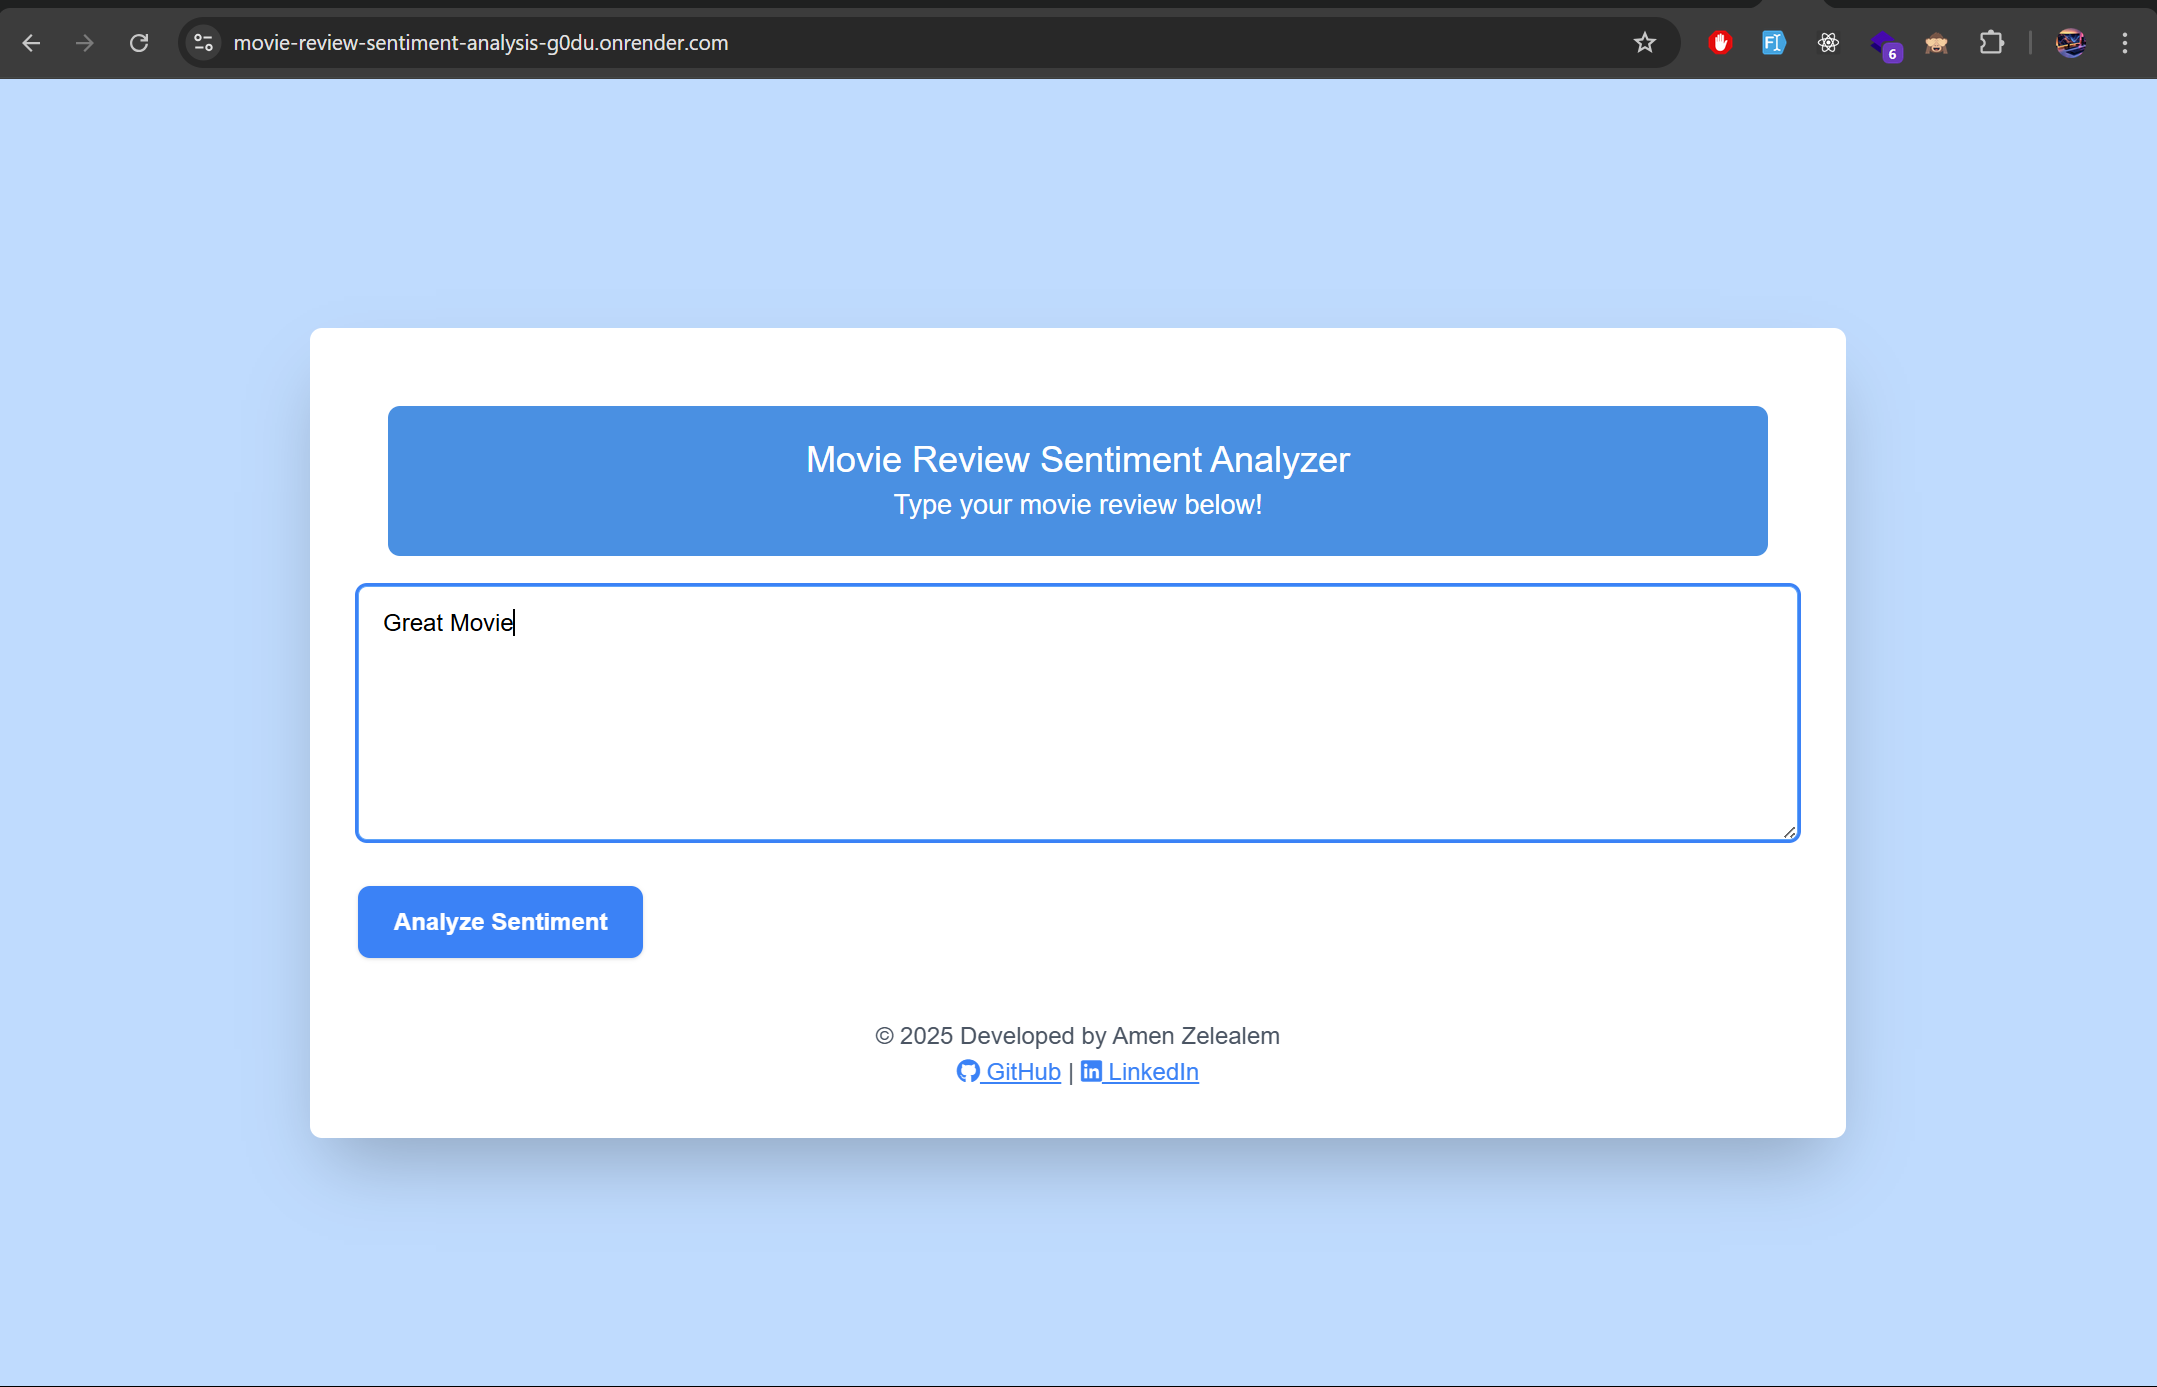 movie-review-sentiment-analysis-g0du.onrender.com
6
Movie Review Sentiment Analyzer
Type your movie review below!
Great Movie
Analyze Sentiment
© 2025 Developed by Amen Zelealem
GitHub | LinkedIn